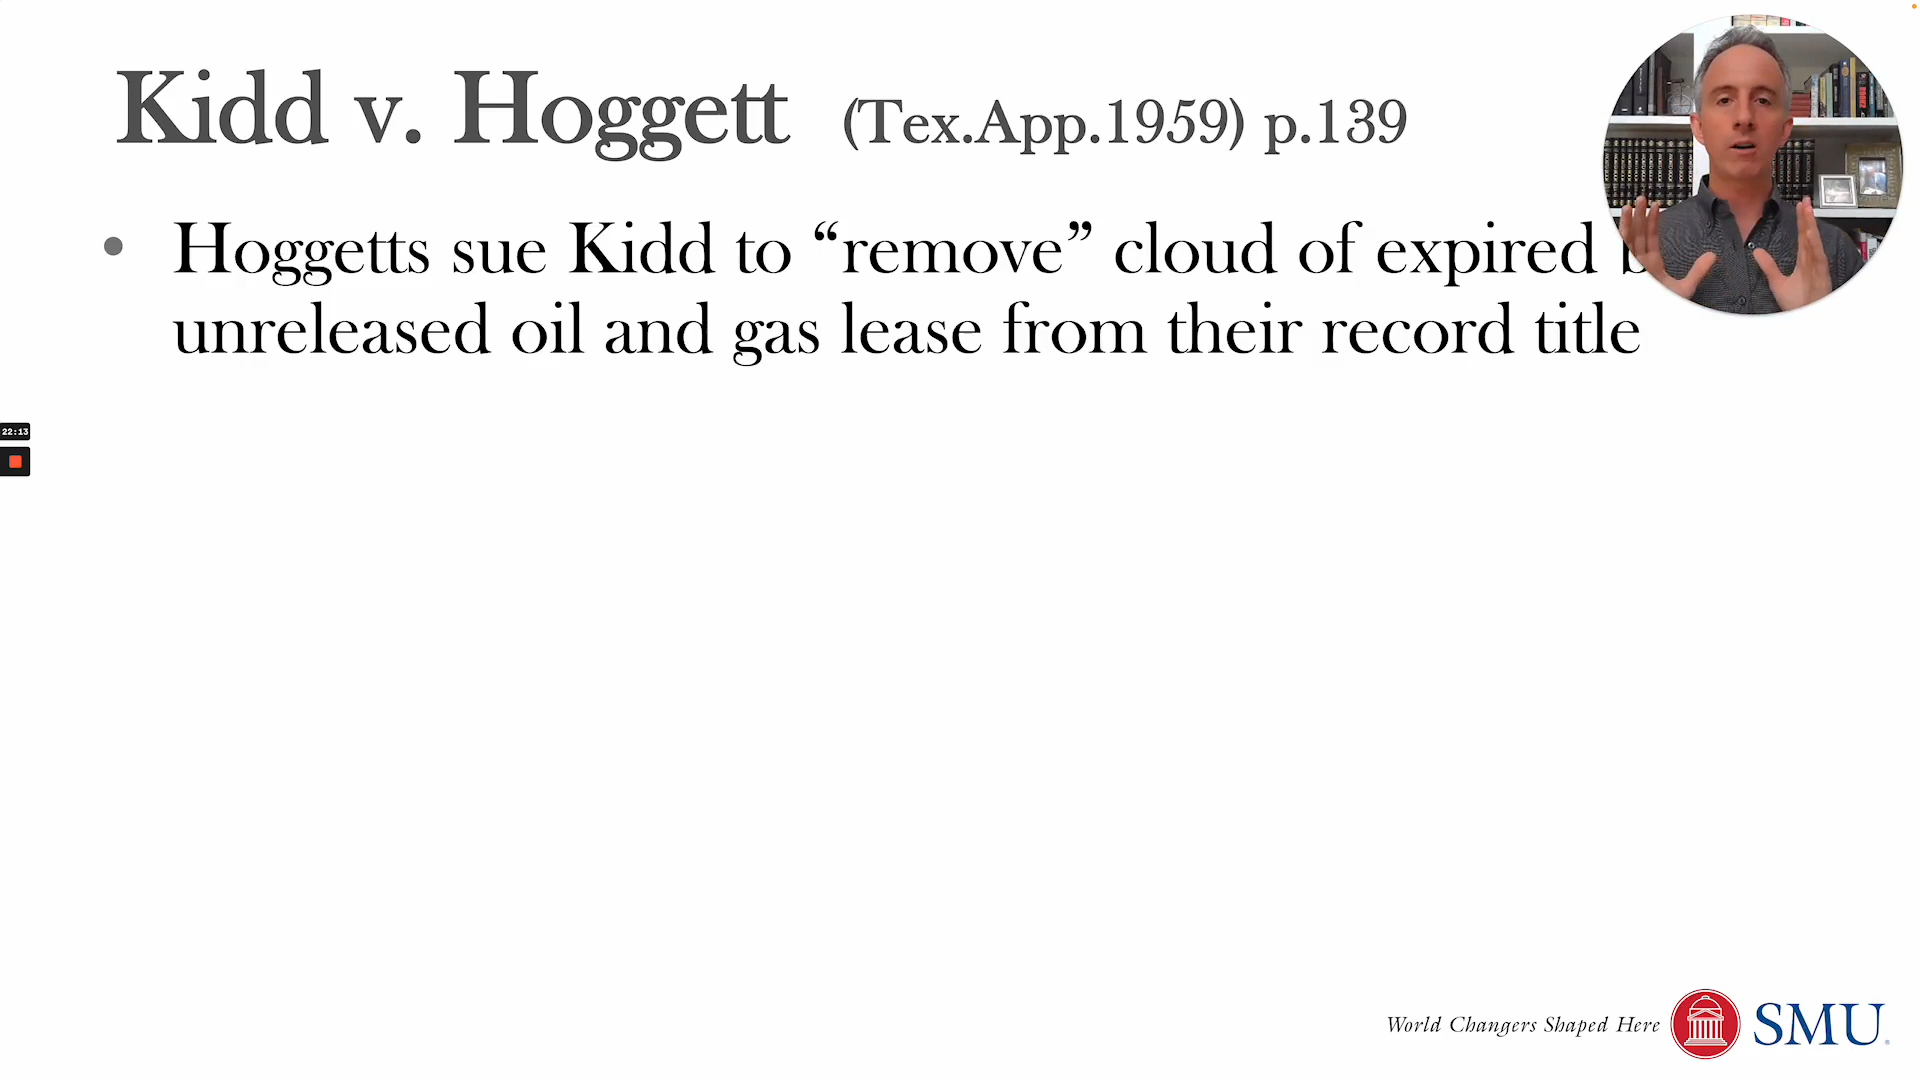 Kidd v. Hoggett (Tex.App.1959) p.139
• Hoggetts sue Kidd to “remove” cloud of expired
unreleased oil and gas lease from their record title
22:13
World Changers Shaped Here SMU